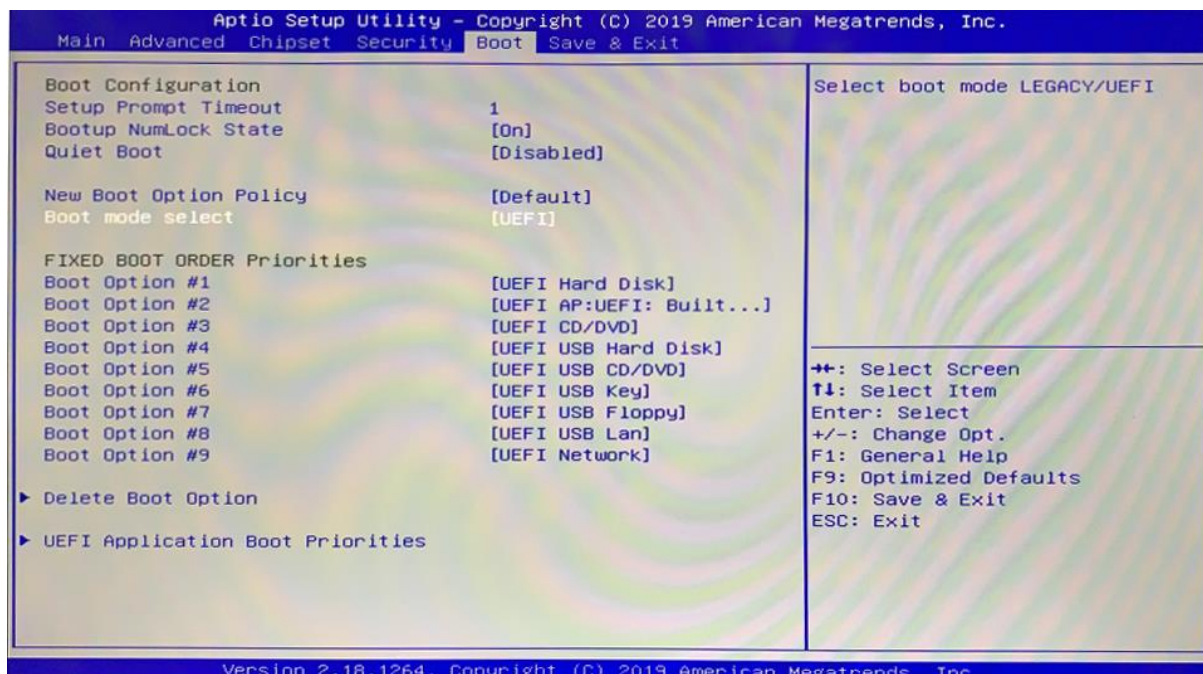 Aptio Setup Utility – Copyright (C) 2019 American Megatrends, Inc.
Main Advanced Chipset Security Boot Save & Exit
Boot Configuration
Setup Prompt Timeout 1
Bootup NumLock State [On]
Quiet Boot [Disabled]
New Boot Option Policy [Default]
Boot mode select [UEFI]
FIXED BOOT ORDER Priorities
Boot Option #1 [UEFI Hard Disk]
Boot Option #2 [UEFI AP:UEFI: Built...]
Boot Option #3 [UEFI CD/DVD]
Boot Option #4 [UEFI USB Hard Disk]
Boot Option #5 [UEFI USB CD/DVD]
Boot Option #6 [UEFI USB Key]
Boot Option #7 [UEFI USB Floppy]
Boot Option #8 [UEFI USB Lan]
Boot Option #9 [UEFI Network]
▶ Delete Boot Option
▶ UEFI Application Boot Priorities
Select boot mode LEGACY/UEFI
→←: Select Screen
↑↓: Select Item
Enter: Select
+/-: Change Opt.
F1: General Help
F9: Optimized Defaults
F10: Save & Exit
ESC: Exit
Version 2.18.1264. Copyright (C) 2019 American Megatrends, Inc.